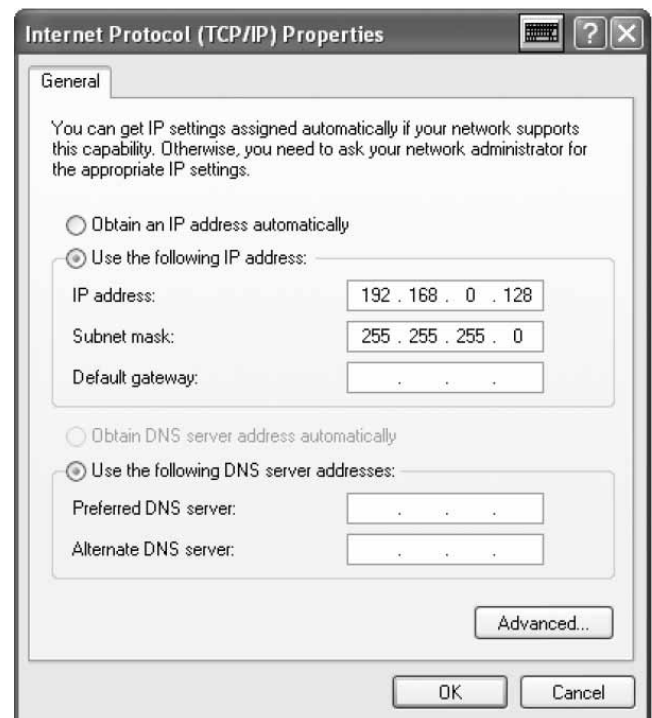 Internet Protocol (TCP/IP) Properties
General
You can get IP settings assigned automatically if your network supports
this capability. Otherwise, you need to ask your network administrator for
the appropriate IP settings.
Obtain an IP address automatically
Use the following IP address:
IP address: 192 . 168 . 0 . 128
Subnet mask: 255 . 255 . 255 . 0
Default gateway: . . .
Obtain DNS server address automatically
Use the following DNS server addresses:
Preferred DNS server: . . .
Alternate DNS server: . . .
Advanced...
OK Cancel